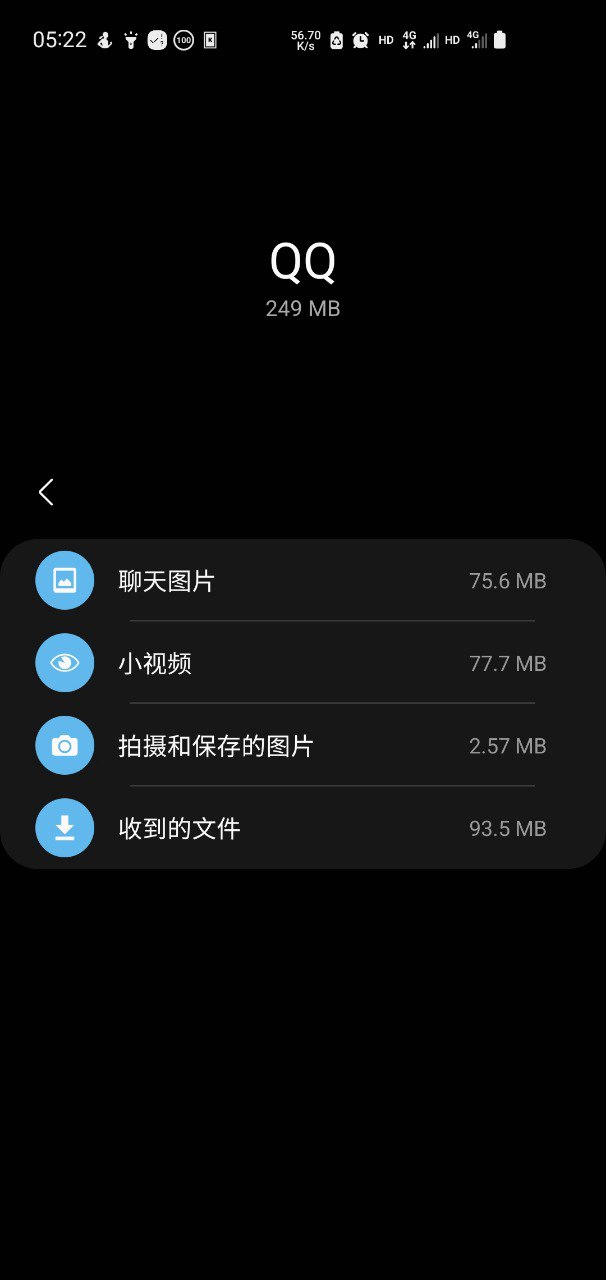 05:22 100 56.70 K/s HD 4G HD 4G
QQ
249 MB
聊天图片 75.6 MB
小视频 77.7 MB
拍摄和保存的图片 2.57 MB
收到的文件 93.5 MB